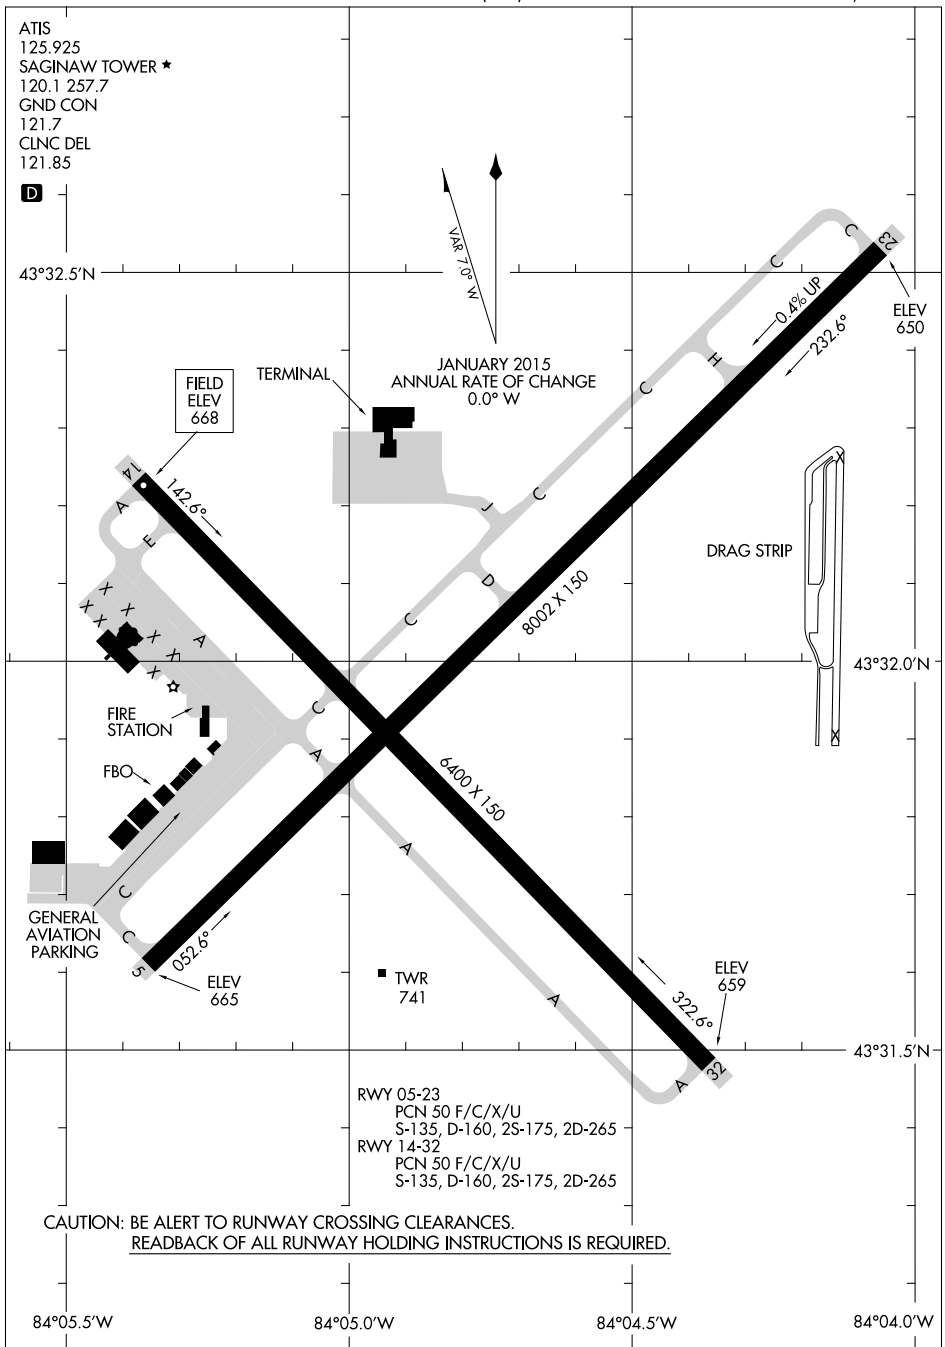 ATIS
125.925
SAGINAW TOWER ★
120.1 257.7
GND CON
121.7
CLNC DEL
121.85
D
VAR 7.0° W
JANUARY 2015
ANNUAL RATE OF CHANGE
0.0° W
43°32.5'N
C
C
23
0.4% UP
232.6°
ELEV
650
H
C
TERMINAL
FIELD
ELEV
668
14
142.6°
A
E
J
C
X
DRAG STRIP
D
8002 X 150
C
X
X
X
X
X
X
X
A
43°32.0'N
C
A
FIRE
STATION
X
FBO
6400 X 150
A
C
C
GENERAL
AVIATION
PARKING
5
052.6°
ELEV
665
TWR
741
A
ELEV
659
322.6°
43°31.5'N
32
A
RWY 05-23
PCN 50 F/C/X/U
S-135, D-160, 2S-175, 2D-265
RWY 14-32
PCN 50 F/C/X/U
S-135, D-160, 2S-175, 2D-265
CAUTION: BE ALERT TO RUNWAY CROSSING CLEARANCES.
READBACK OF ALL RUNWAY HOLDING INSTRUCTIONS IS REQUIRED.
84°05.5'W
84°05.0'W
84°04.5'W
84°04.0'W